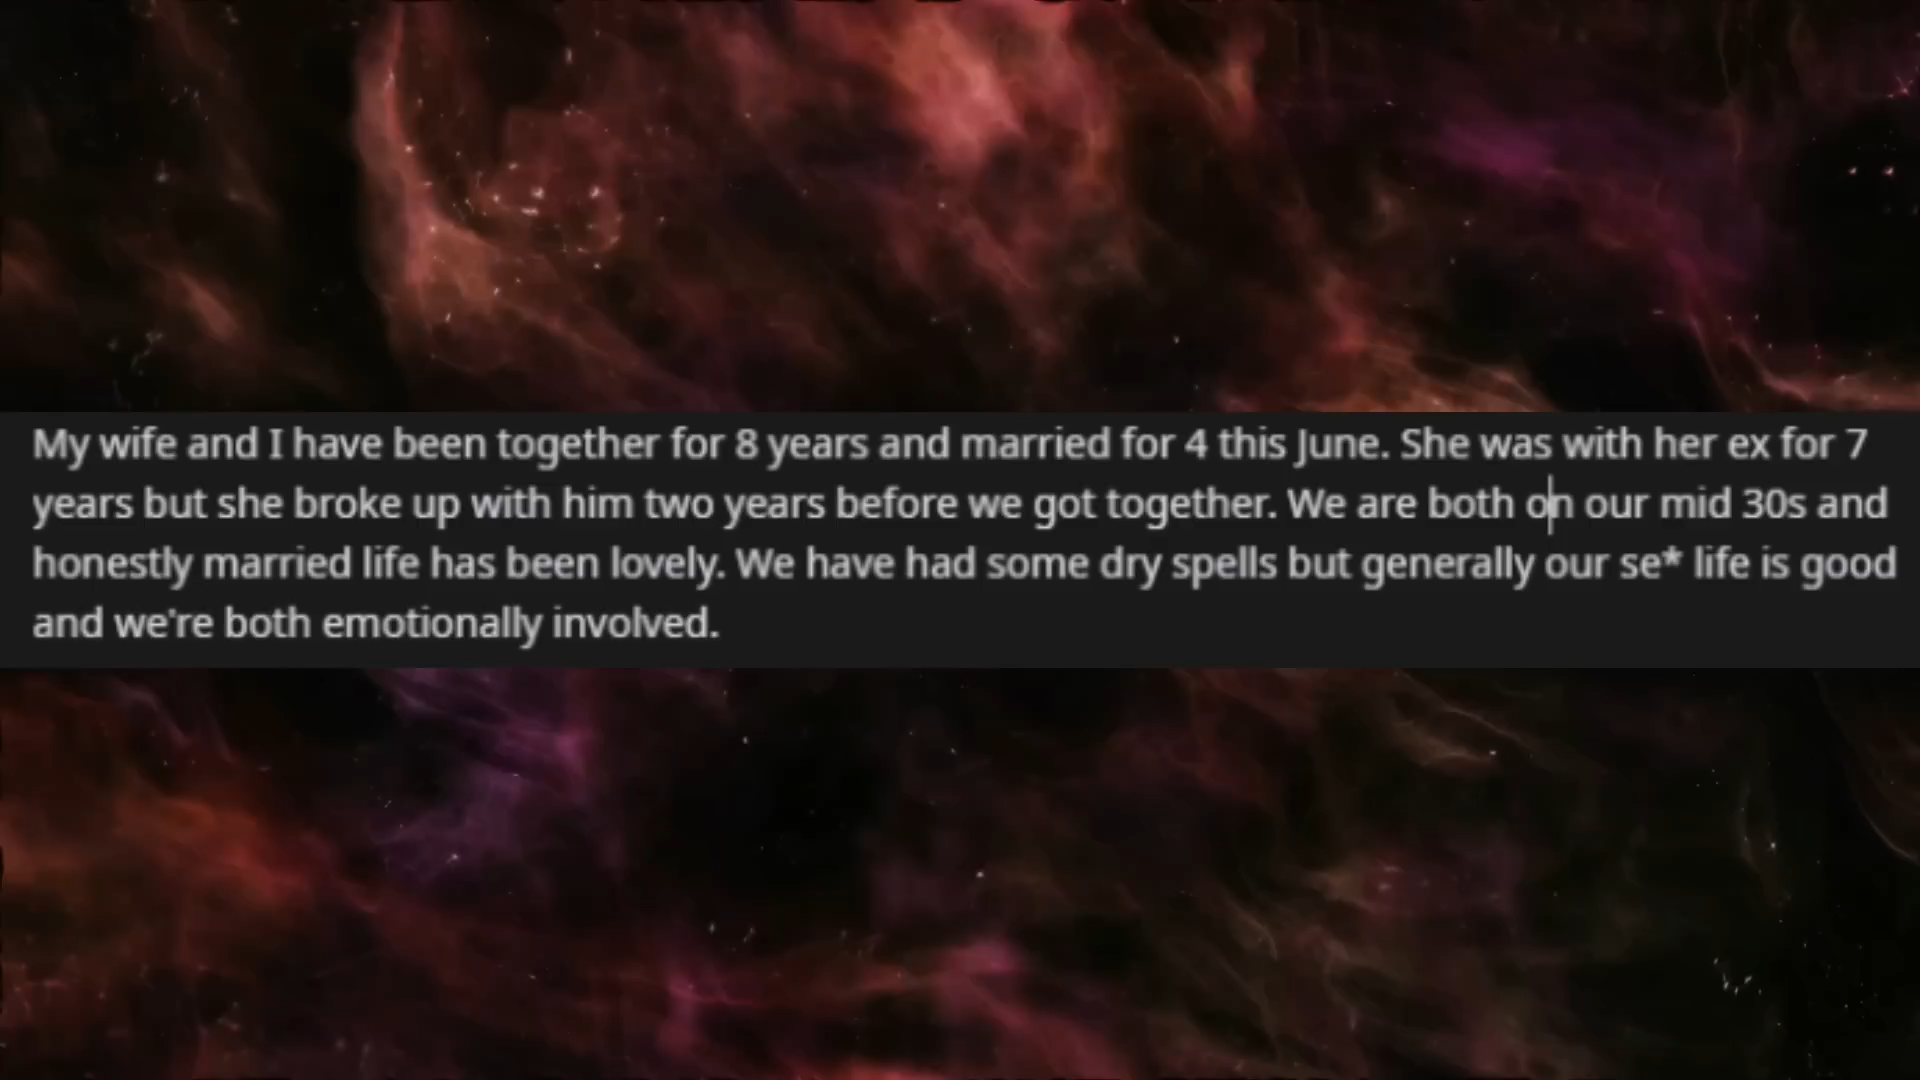 My wife and I have been together for 8 years and married for 4 this June. She was with her ex for 7
years but she broke up with him two years before we got together. We are both on our mid 30s and
honestly married life has been lovely. We have had some dry spells but generally our se* life is good
and we're both emotionally involved.